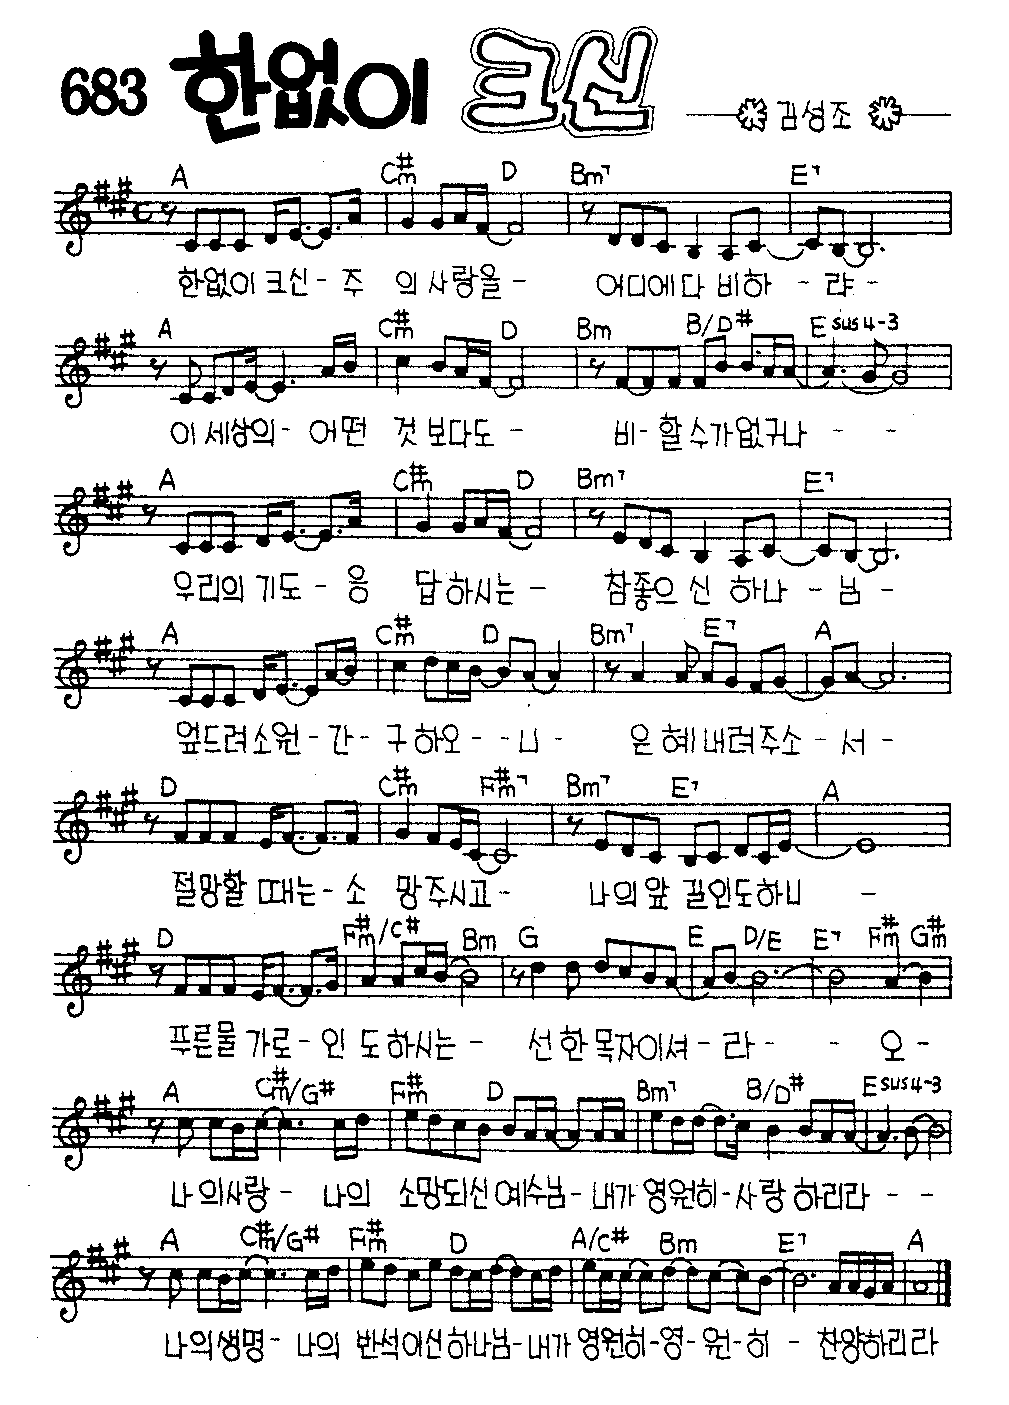 683 한없이 크신 김성조
A C#m D Bm7 E7
한없이 크신 - 주 의 사랑을 - 어디에다 비하 - 랴 -
A C#m D Bm B/D# E sus4-3
이 세상의 - 어떤 것 보다도 - 비 - 할 수가 없구나 - -
A C#m D Bm7 E7
우리의 기도 - 응 답하시는 - 참좋으 신 하나 - 님 -
A C#m D Bm7 E7 A
엎드려 소원 - 간 - 구 하오 - - 니 - 은 혜 내려주소 - 서 -
D C#m F#m7 Bm7 E7 A
절망할 때는 - 소 망주시고 - 나의 앞 길인도하니 -
D F#m/C# Bm G E D/E E7 F#m G#m
푸른물 가로 - 인 도하시는 - 선한 목자이셔 - 라 - - 오 -
A C#m/G# F#m D Bm7 B/D# E sus4-3
나의사랑 - 나의 소망되신 예수님 - 내가 영원히 - 사랑하리라 - -
A C#m/G# F#m D A/C# Bm E7 A
나의생명 - 나의 반석이신하나님 - 내가 영원히 - 영 - 원 - 히 - 찬양하리라